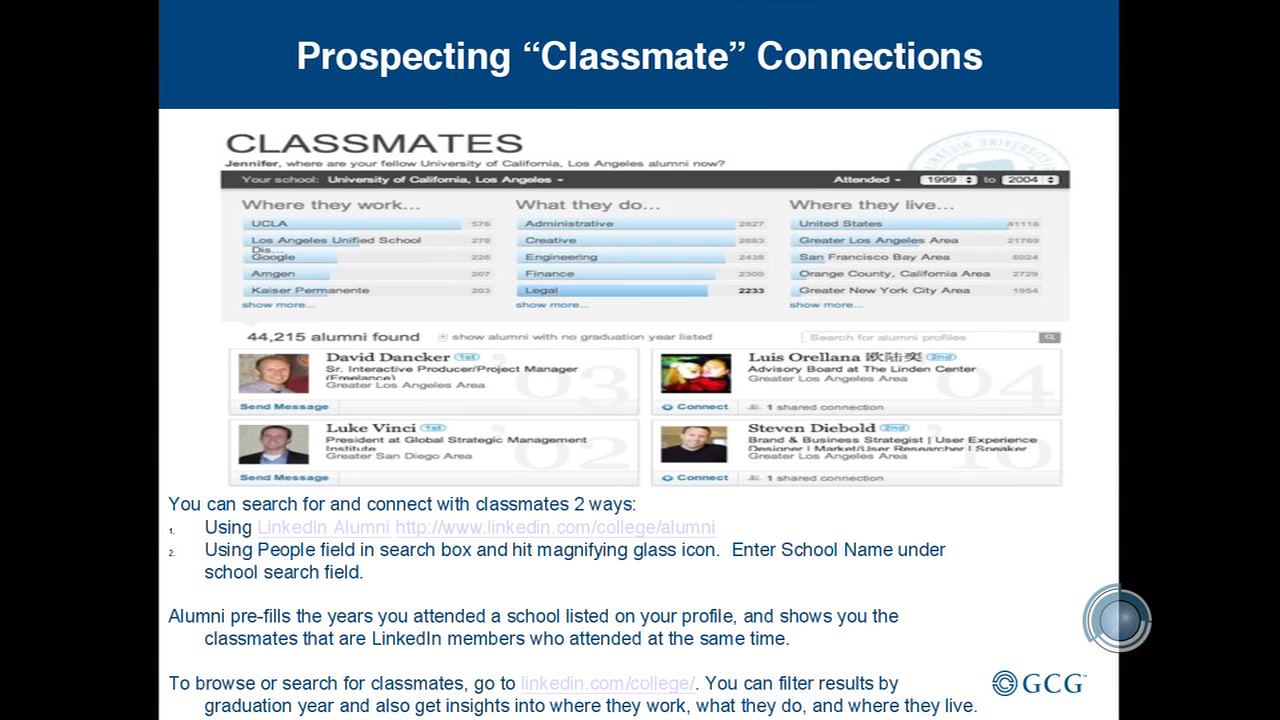 Prospecting “Classmate” Connections
CLASSMATES
Jennifer, where are your fellow University of California, Los Angeles alumni now?
Your school: University of California, Los Angeles
Attended 1999 to 2004
Where they work...
UCLA 576
Los Angeles Unified School Dis... 279
Google 226
Amgen 207
Kaiser Permanente 203
show more...
What they do...
Administrative 2827
Creative 2683
Engineering 2438
Finance 2309
Legal 2233
show more...
Where they live...
United States 41116
Greater Los Angeles Area 21769
San Francisco Bay Area 6024
Orange County, California Area 2729
Greater New York City Area 1954
show more...
44,215 alumni found
show alumni with no graduation year listed
Search for alumni profiles
David Dancker 1st
Sr. Interactive Producer/Project Manager
(Freelance)
Greater Los Angeles Area
'03
Send Message
Luis Orellana 欧陆奕 2nd
Advisory Board at The Linden Center
Greater Los Angeles Area
04
Connect 1 shared connection
Luke Vinci 1st
President at Global Strategic Management
Institute
Greater San Diego Area
'02
Send Message
Steven Diebold 2nd
Brand & Business Strategist | User Experience
Designer | Market/User Researcher | Speaker
Greater Los Angeles Area
Connect 1 shared connection
You can search for and connect with classmates 2 ways:
1. Using LinkedIn Alumni http://www.linkedin.com/college/alumni
2. Using People field in search box and hit magnifying glass icon. Enter School Name under
school search field.
Alumni pre-fills the years you attended a school listed on your profile, and shows you the
classmates that are LinkedIn members who attended at the same time.
To browse or search for classmates, go to linkedin.com/college/. You can filter results by
graduation year and also get insights into where they work, what they do, and where they live.
GCG